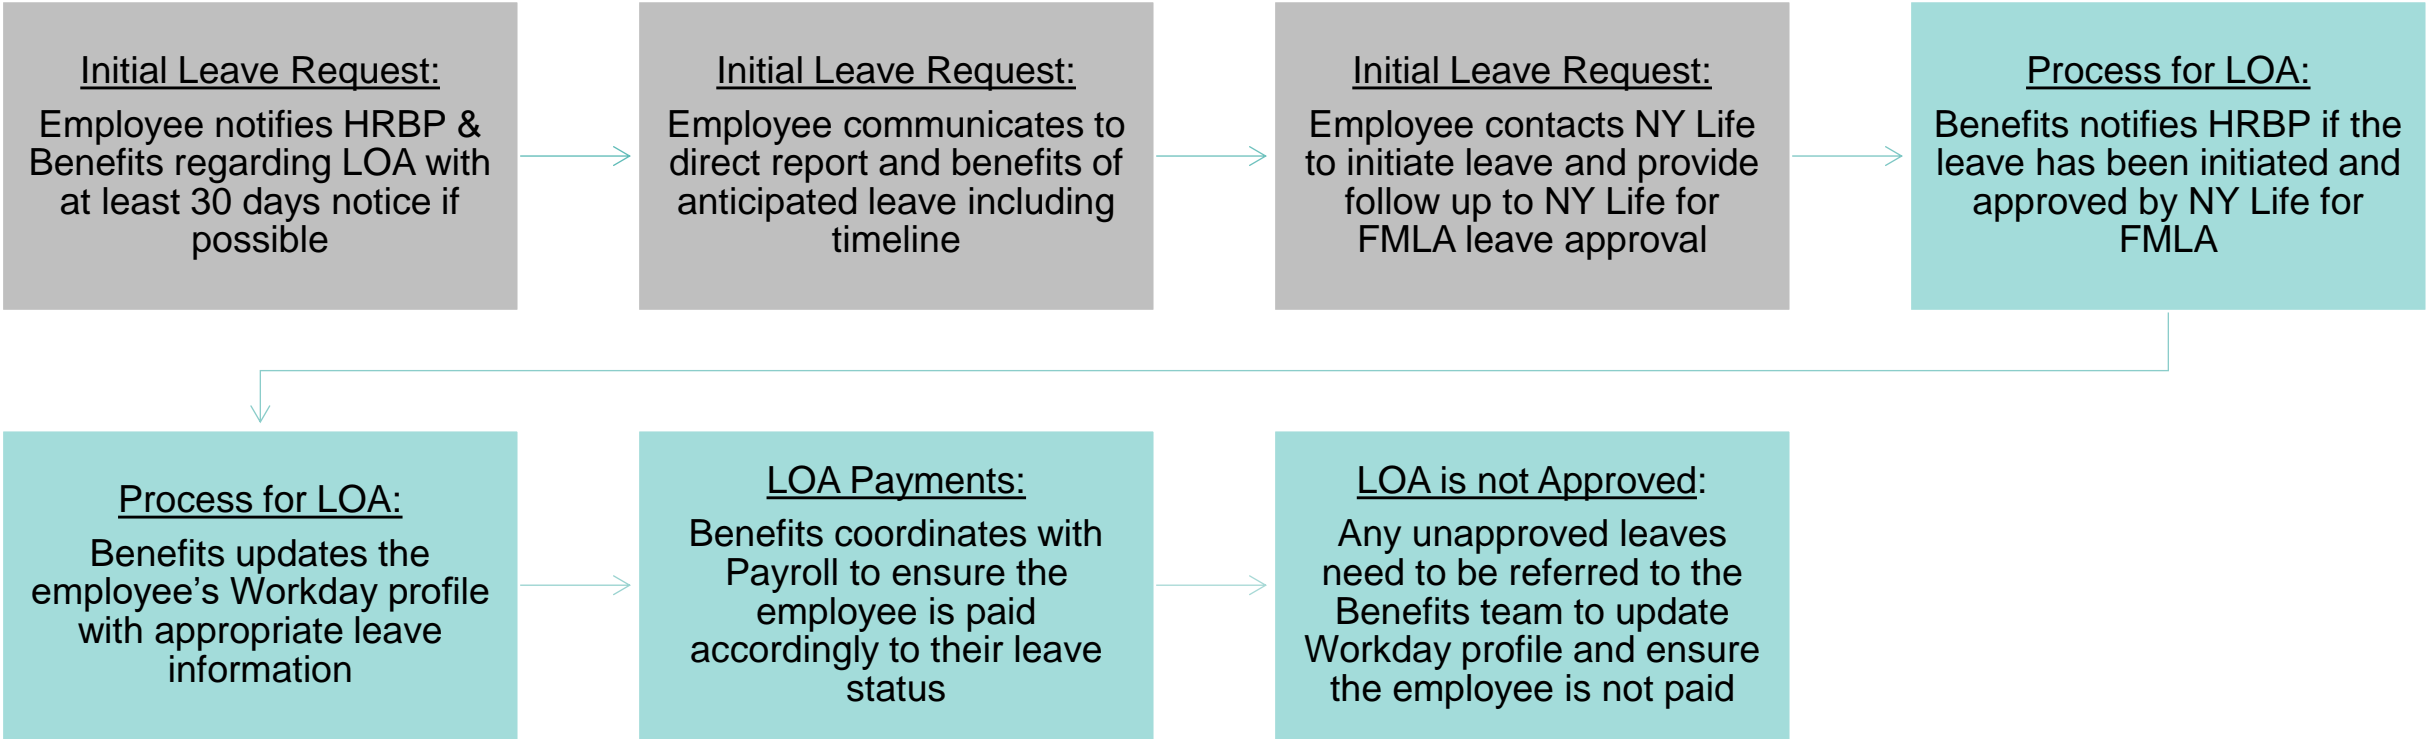 Initial Leave Request:
Employee notifies HRBP &
Benefits regarding LOA with
at least 30 days notice if
possible
Initial Leave Request:
Employee communicates to
direct report and benefits of
anticipated leave including
timeline
Initial Leave Request:
Employee contacts NY Life
to initiate leave and provide
follow up to NY Life for
FMLA leave approval
Process for LOA:
Benefits notifies HRBP if the
leave has been initiated and
approved by NY Life for
FMLA
Process for LOA:
Benefits updates the
employee’s Workday profile
with appropriate leave
information
LOA Payments:
Benefits coordinates with
Payroll to ensure the
employee is paid
accordingly to their leave
status
LOA is not Approved:
Any unapproved leaves
need to be referred to the
Benefits team to update
Workday profile and ensure
the employee is not paid